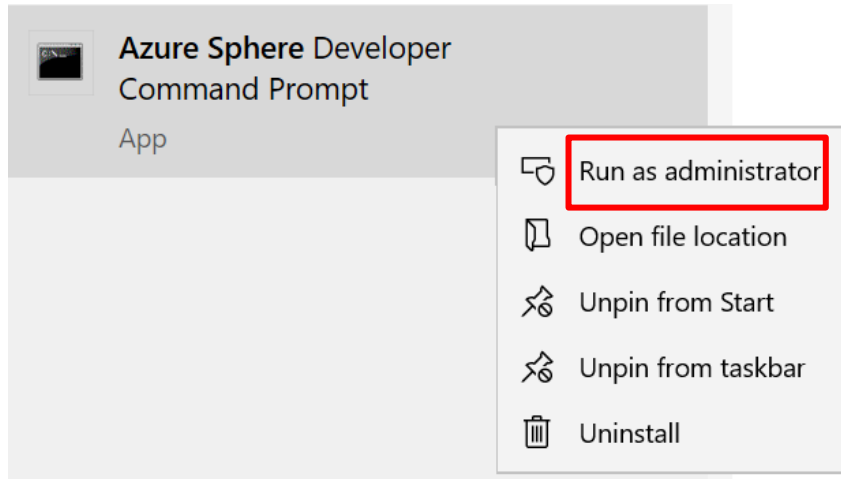 Azure Sphere Developer
Command Prompt
App
Run as administrator
Open file location
Unpin from Start
Unpin from taskbar
Uninstall